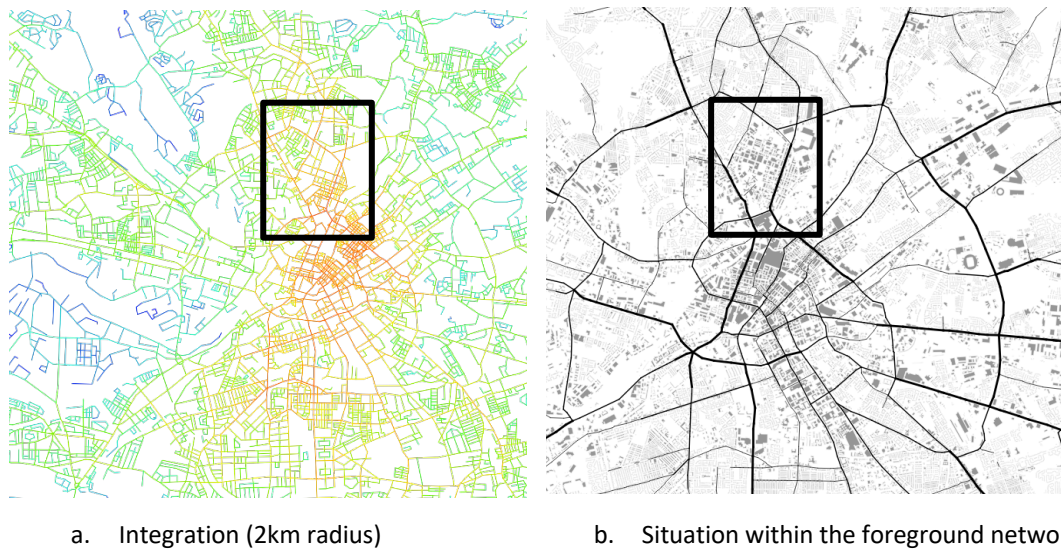 a. Integration (2km radius)
b. Situation within the foreground netwo